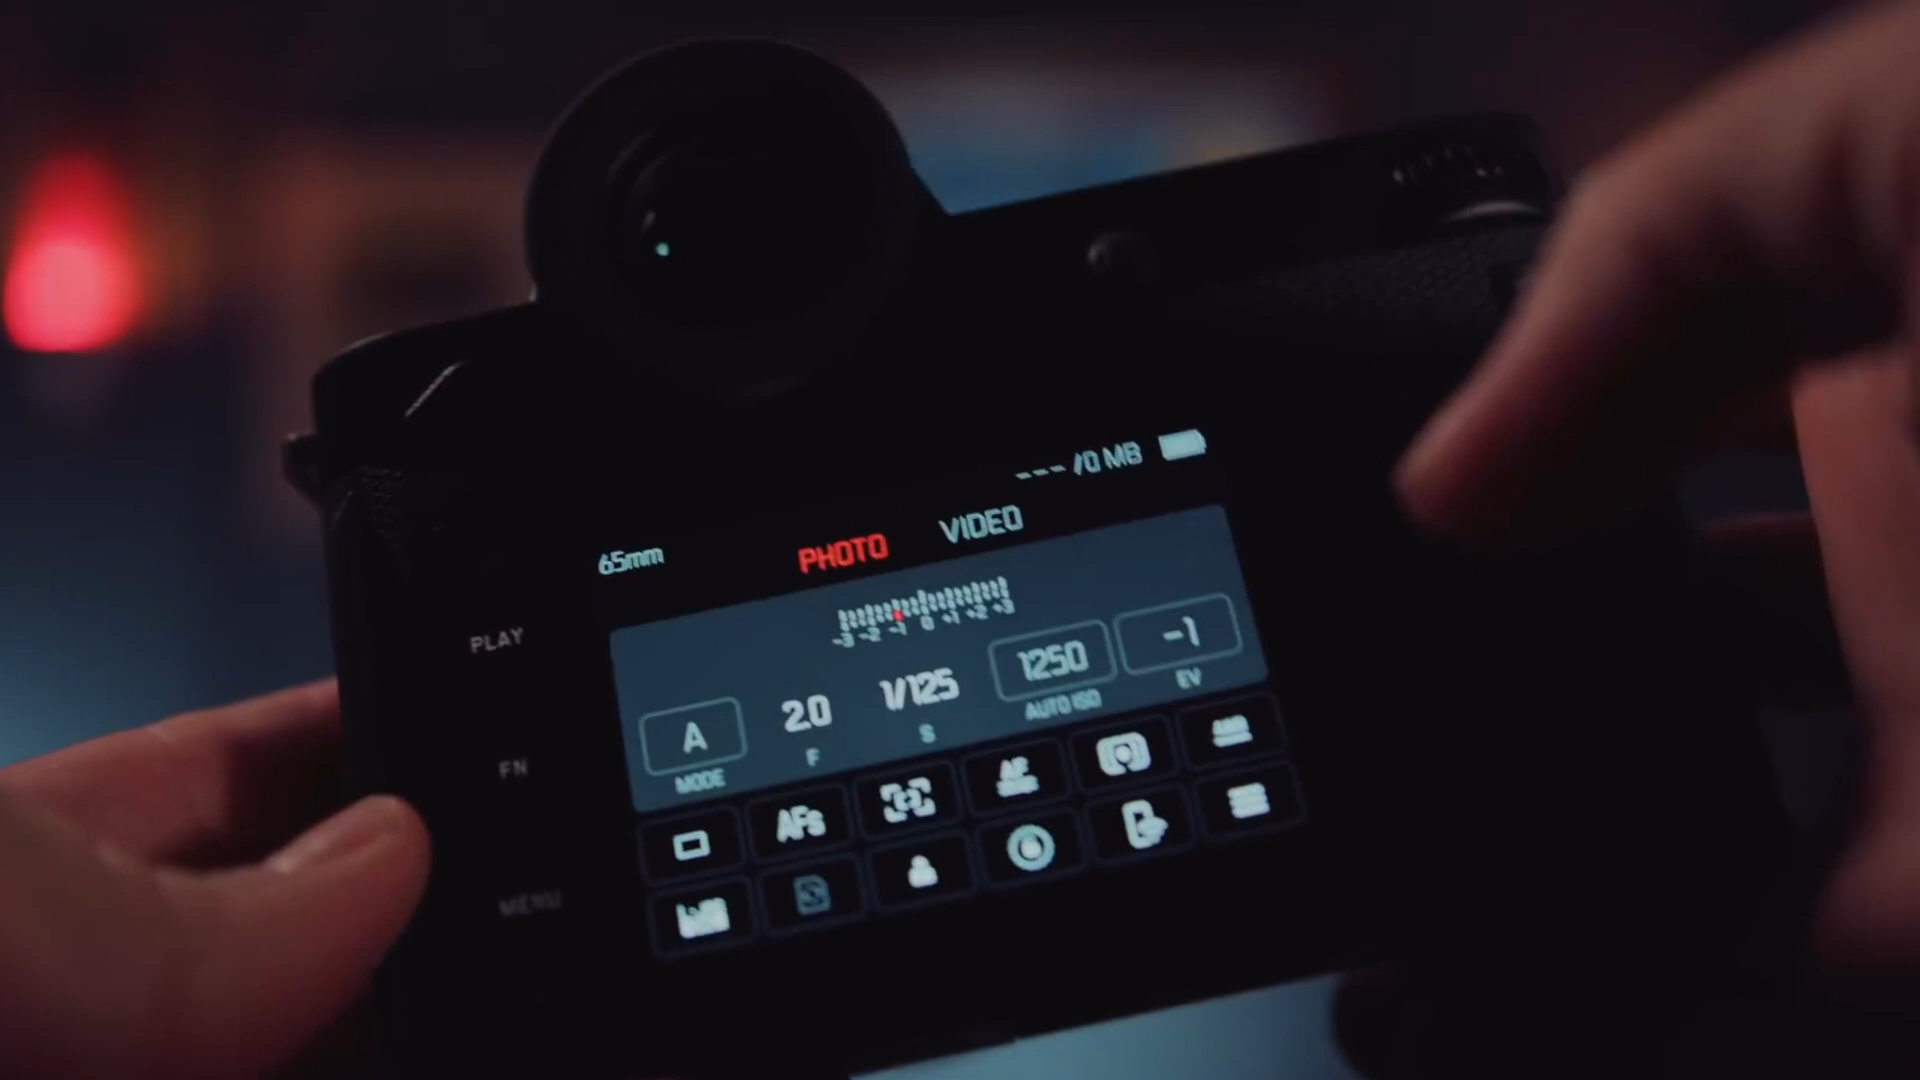 --- /0 MB
65mm PHOTO VIDEO
-3 -2 -1 0 +1 +2 +3
A 2.0 1/125 1250 -1
MODE F S AUTO ISO EV
AFs AF
PLAY
FN
MENU